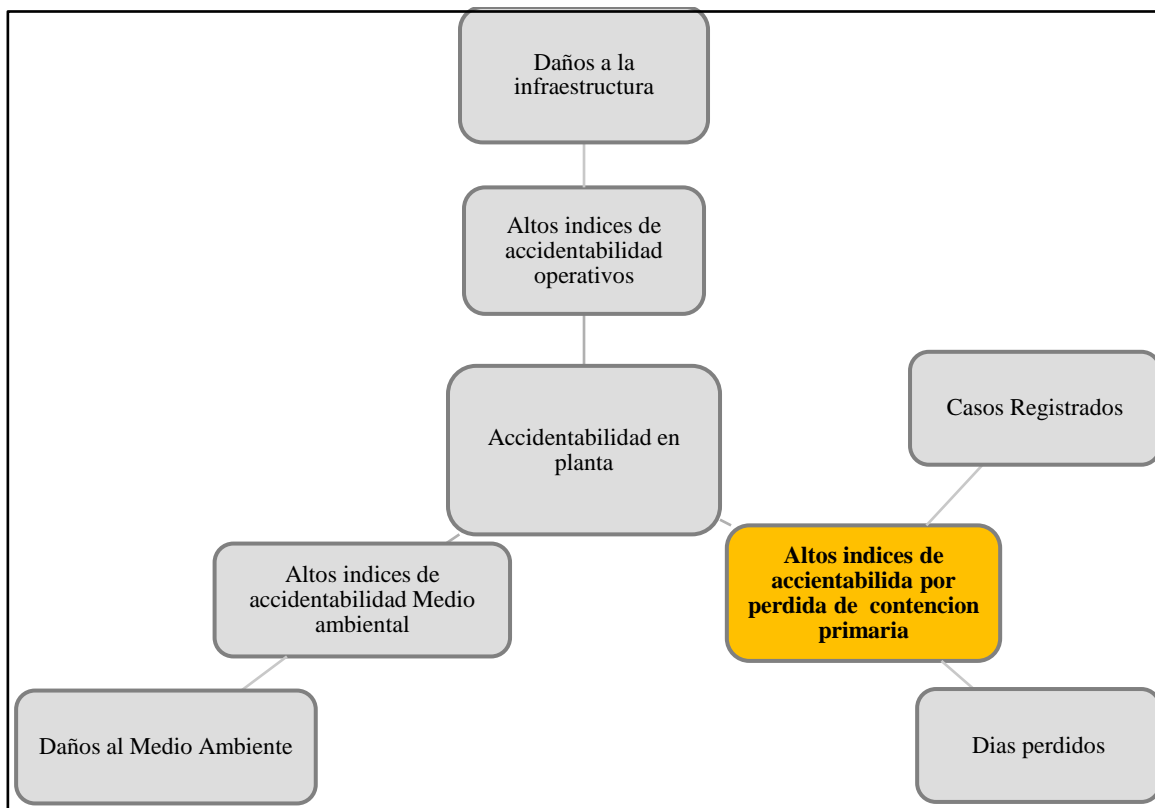 Daños a la
infraestructura
Altos indices de
accidentabilidad
operativos
Accidentabilidad en
planta
Casos Registrados
Altos indices de
accientabilida por
perdida de contencion
primaria
Altos indices de
accidentabilidad Medio
ambiental
Daños al Medio Ambiente
Dias perdidos